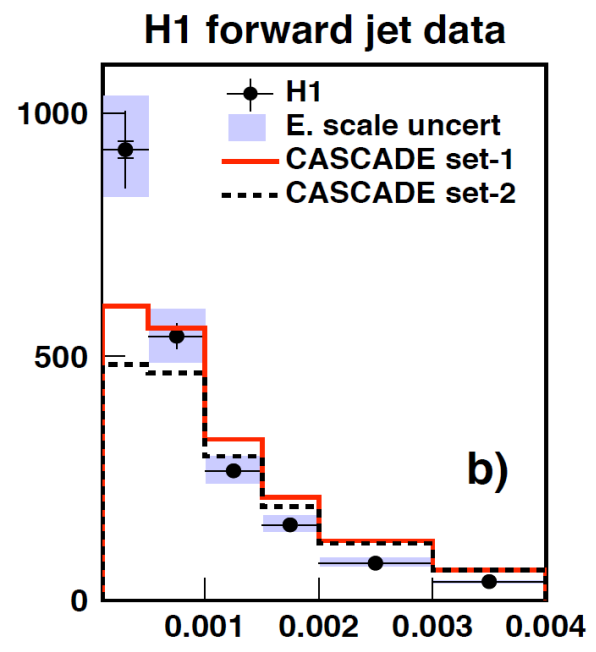 H1 forward jet data
1000
H1
E. scale uncert
CASCADE set-1
CASCADE set-2
500
b)
0
0.001 0.002 0.003 0.004